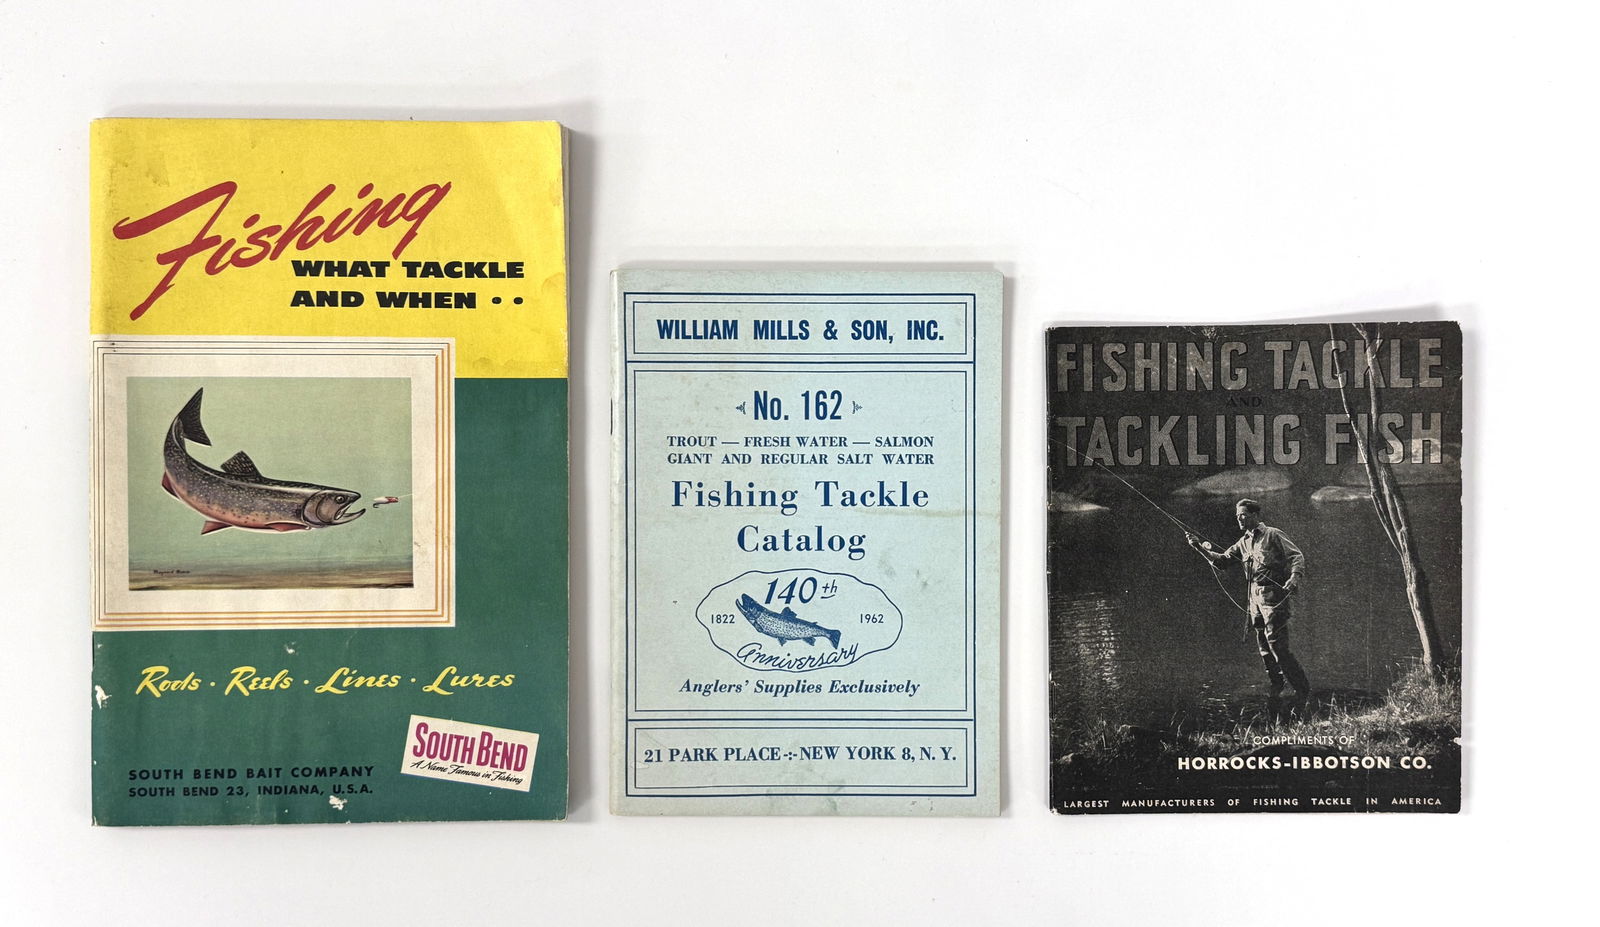 Fishing
WHAT TACKLE
AND WHEN • •
Rods • Reels • Lines • Lures
SOUTH BEND
A Name Famous in Fishing
SOUTH BEND BAIT COMPANY
SOUTH BEND 23, INDIANA, U.S.A.
WILLIAM MILLS & SON, INC.
No. 162
TROUT — FRESH WATER — SALMON
GIANT AND REGULAR SALT WATER
Fishing Tackle
Catalog
140th
1822 1962
Anniversary
Anglers' Supplies Exclusively
21 PARK PLACE -:- NEW YORK 8, N. Y.
FISHING TACKLE
AND
TACKLING FISH
COMPLIMENTS OF
HORROCKS-IBBOTSON CO.
LARGEST MANUFACTURERS OF FISHING TACKLE IN AMERICA